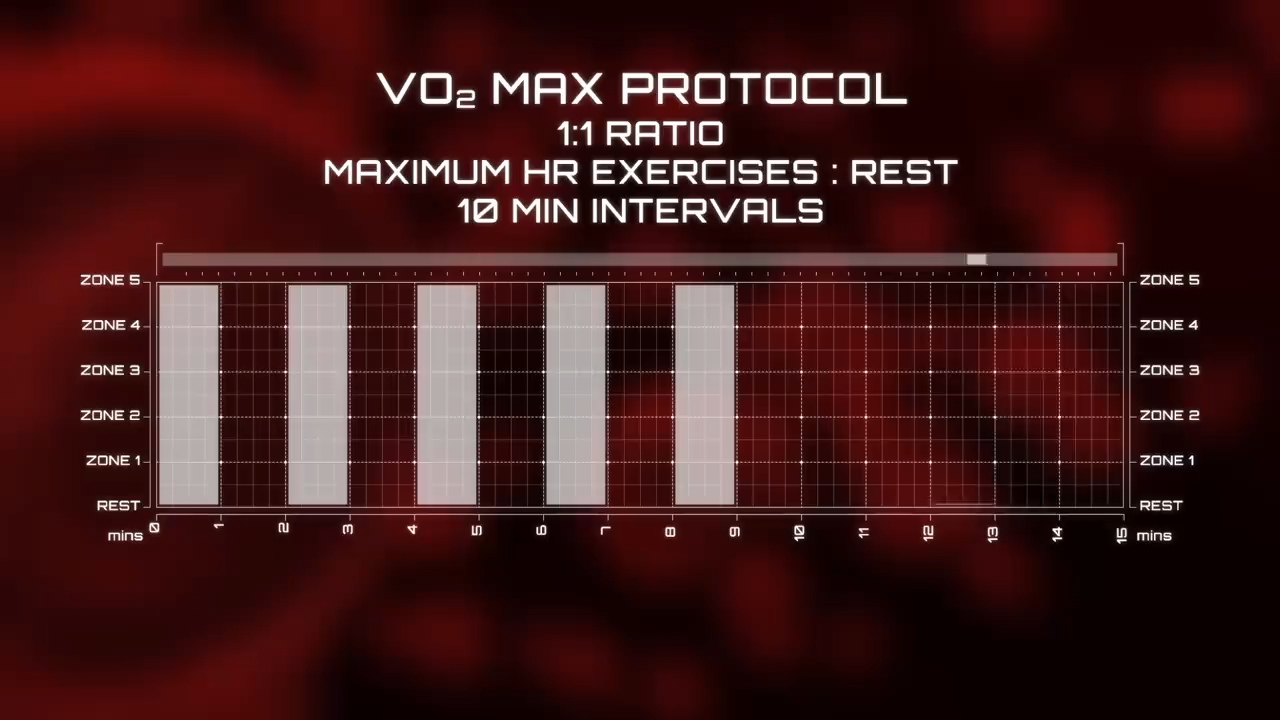 VO₂ MAX PROTOCOL
1:1 RATIO
MAXIMUM HR EXERCISES : REST
10 MIN INTERVALS
ZONE 5 ZONE 5
ZONE 4 ZONE 4
ZONE 3 ZONE 3
ZONE 2 ZONE 2
ZONE 1 ZONE 1
REST REST
mins 0 1 2 3 4 5 6 7 8 9 10 11 12 13 14 15 mins